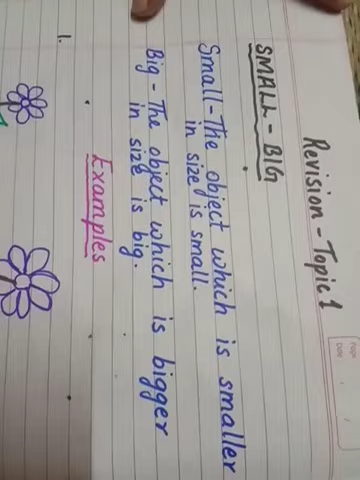 Revision - Topic 1
SMALL - BIG
Small - The object which is smaller
in size is small.
Big - The object which is bigger
in size is big.
Examples
1.